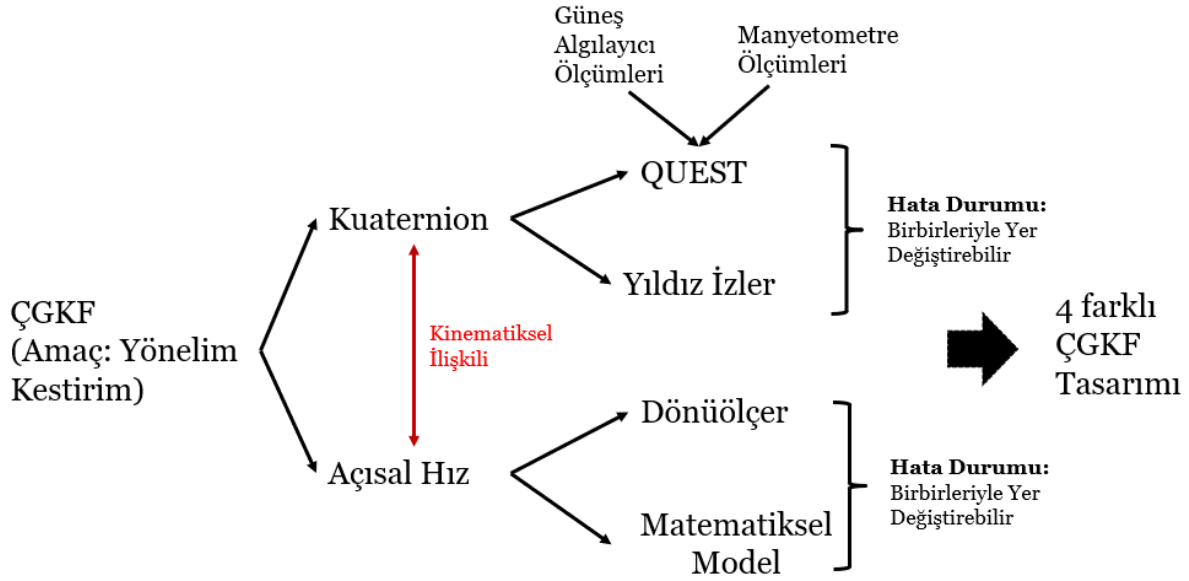 Güneş
Algılayıcı
Ölçümleri
Manyetometre
Ölçümleri
QUEST
Kuaternion
Hata Durumu:
Birbirleriyle Yer
Değiştirebilir
Yıldız İzler
ÇGKF
(Amaç: Yönelim
Kestirim)
Kinematiksel
İlişkili
4 farklı
ÇGKF
Tasarımı
Dönüölçer
Açısal Hız
Hata Durumu:
Birbirleriyle Yer
Değiştirebilir
Matematiksel
Model